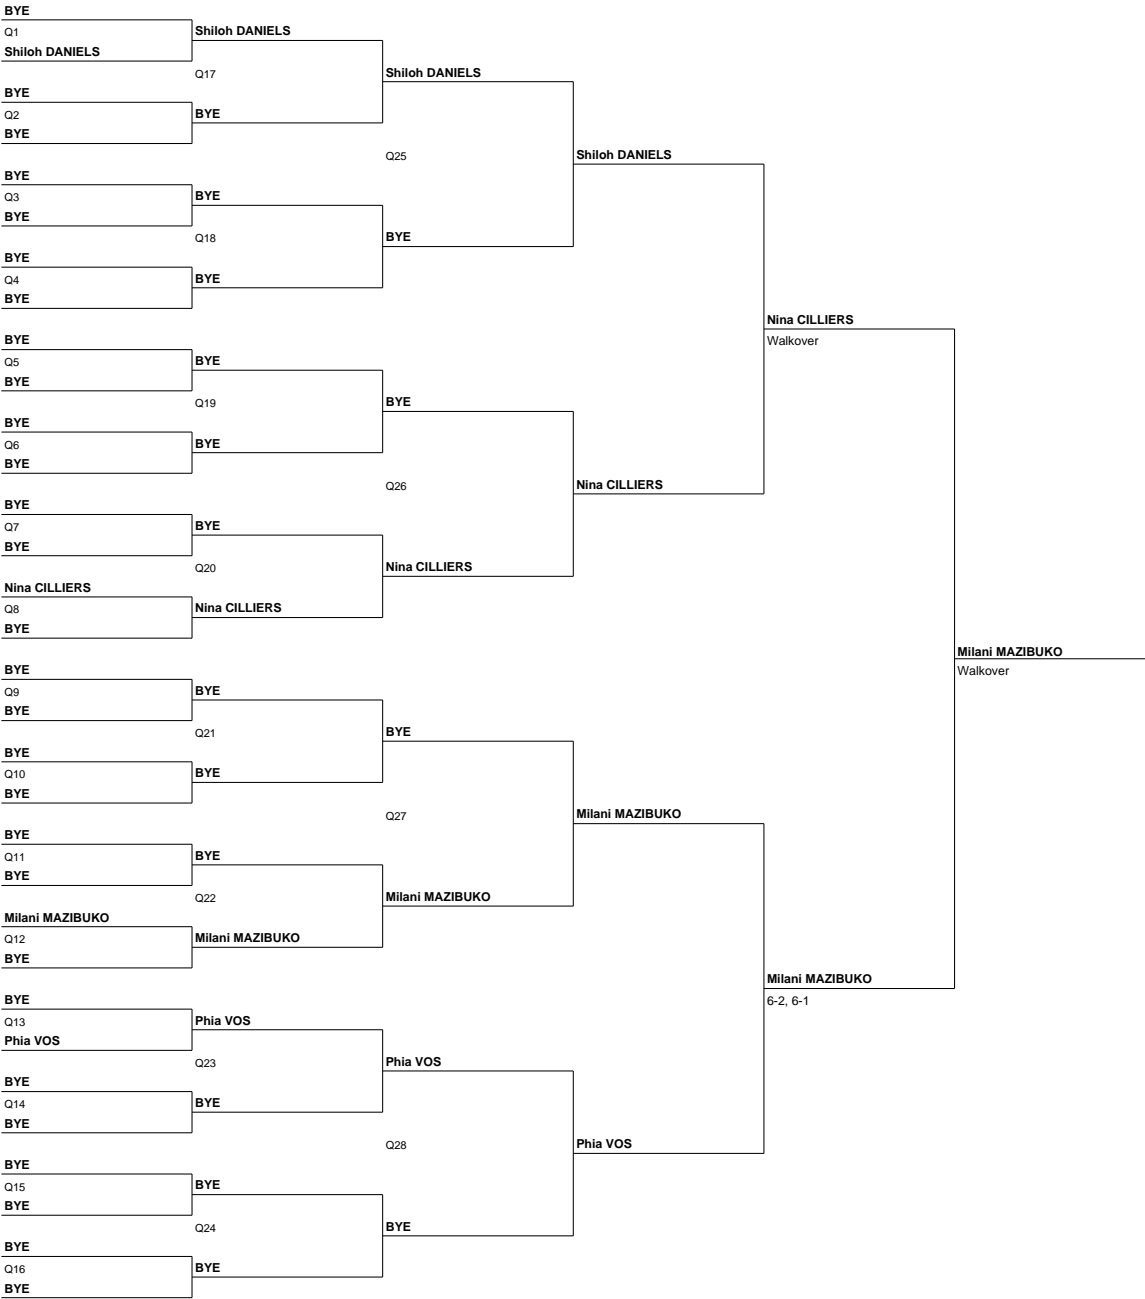 BYE
Q1
Shiloh DANIELS
Shiloh DANIELS
Q17
Shiloh DANIELS
BYE
Q2
BYE
BYE
Q25
Shiloh DANIELS
BYE
Q3
BYE
BYE
Q18
BYE
BYE
Q4
BYE
BYE
Nina CILLIERS
Walkover
BYE
Q5
BYE
BYE
Q19
BYE
BYE
Q6
BYE
BYE
Q26
Nina CILLIERS
BYE
Q7
BYE
BYE
Q20
Nina CILLIERS
Nina CILLIERS
Q8
BYE
Nina CILLIERS
Milani MAZIBUKO
Walkover
BYE
Q9
BYE
BYE
Q21
BYE
BYE
Q10
BYE
BYE
Q27
Milani MAZIBUKO
BYE
Q11
BYE
BYE
Q22
Milani MAZIBUKO
Milani MAZIBUKO
Q12
BYE
Milani MAZIBUKO
Milani MAZIBUKO
6-2, 6-1
BYE
Q13
Phia VOS
Phia VOS
Q23
Phia VOS
BYE
Q14
BYE
BYE
Q28
Phia VOS
BYE
Q15
BYE
BYE
Q24
BYE
BYE
Q16
BYE
BYE